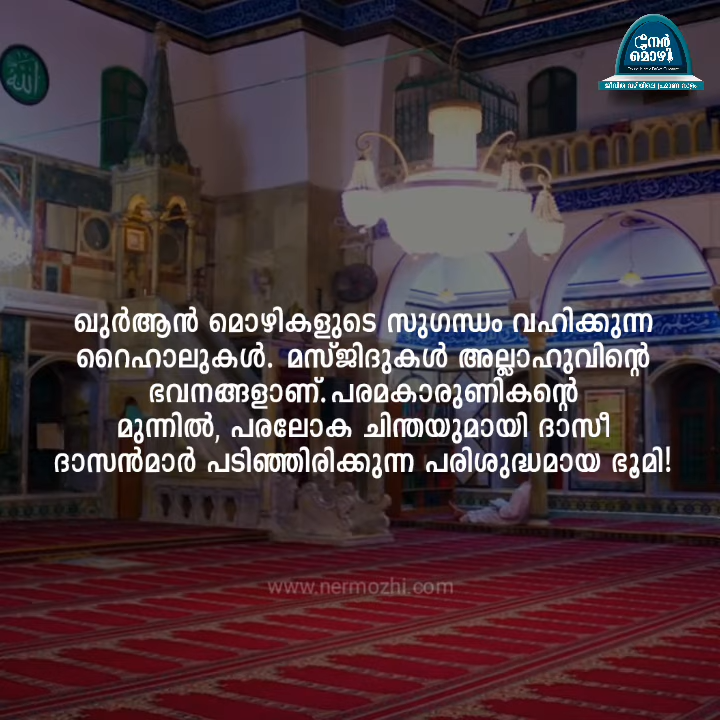 الله
നേർ
മൊഴി
ഖുർആൻ മൊഴികളുടെ സുഗന്ധം വഹിക്കുന്ന
റൈഹാലുകൾ. മസ്ജിദുകൾ അല്ലാഹുവിന്റെ
ഭവനങ്ങളാണ്. പരമകാരുണികന്റെ
മുന്നിൽ, പരലോക ചിന്തയുമായി ദാസീ
ദാസൻമാർ പടിഞ്ഞിരിക്കുന്ന പരിശുദ്ധമായ ഭൂമി!
www.nermozhi.com